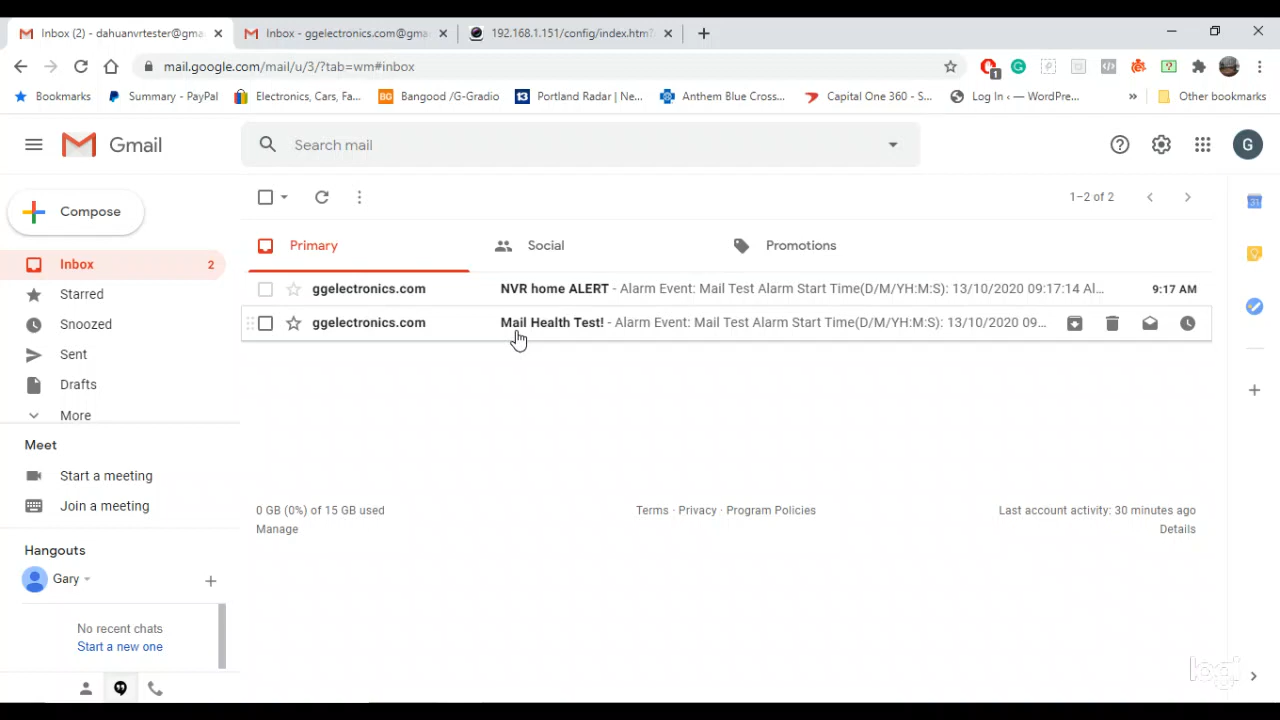 Inbox (2) - dahuanvrtester@gma
Inbox - ggelectronics.com@gma
192.168.1.151/config/index.htm?
mail.google.com/mail/u/3/?tab=wm#inbox
1
Bookmarks
Summary - PayPal
Electronics, Cars, Fa...
BG
Bangood /G-Gradio
13
Portland Radar | Ne...
Anthem Blue Cross...
Capital One 360 - S...
Log In ‹ — WordPre...
»
Other bookmarks
Gmail
Search mail
G
Compose
1–2 of 2
31
Inbox
2
Primary
Social
Promotions
Starred
Snoozed
Sent
Drafts
More
ggelectronics.com
NVR home ALERT - Alarm Event: Mail Test Alarm Start Time(D/M/YH:M:S): 13/10/2020 09:17:14 Al...
9:17 AM
ggelectronics.com
Mail Health Test! - Alarm Event: Mail Test Alarm Start Time(D/M/YH:M:S): 13/10/2020 09...
Meet
Start a meeting
Join a meeting
0 GB (0%) of 15 GB used
Manage
Terms · Privacy · Program Policies
Last account activity: 30 minutes ago
Details
Hangouts
Gary
No recent chats
Start a new one
logi